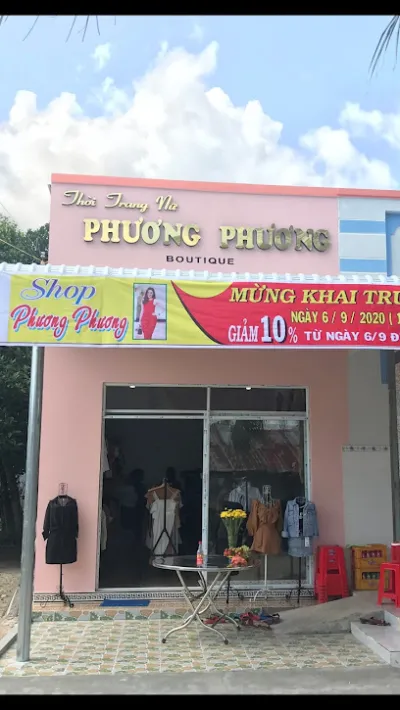 Thời Trang Nữ
PHƯƠNG PHƯƠNG
BOUTIQUE
Shop
Phương Phương
MỪNG KHAI TRƯ
NGÀY 6 / 9 / 2020 | 1
GIẢM 10% TỪ NGÀY 6/9 Đ